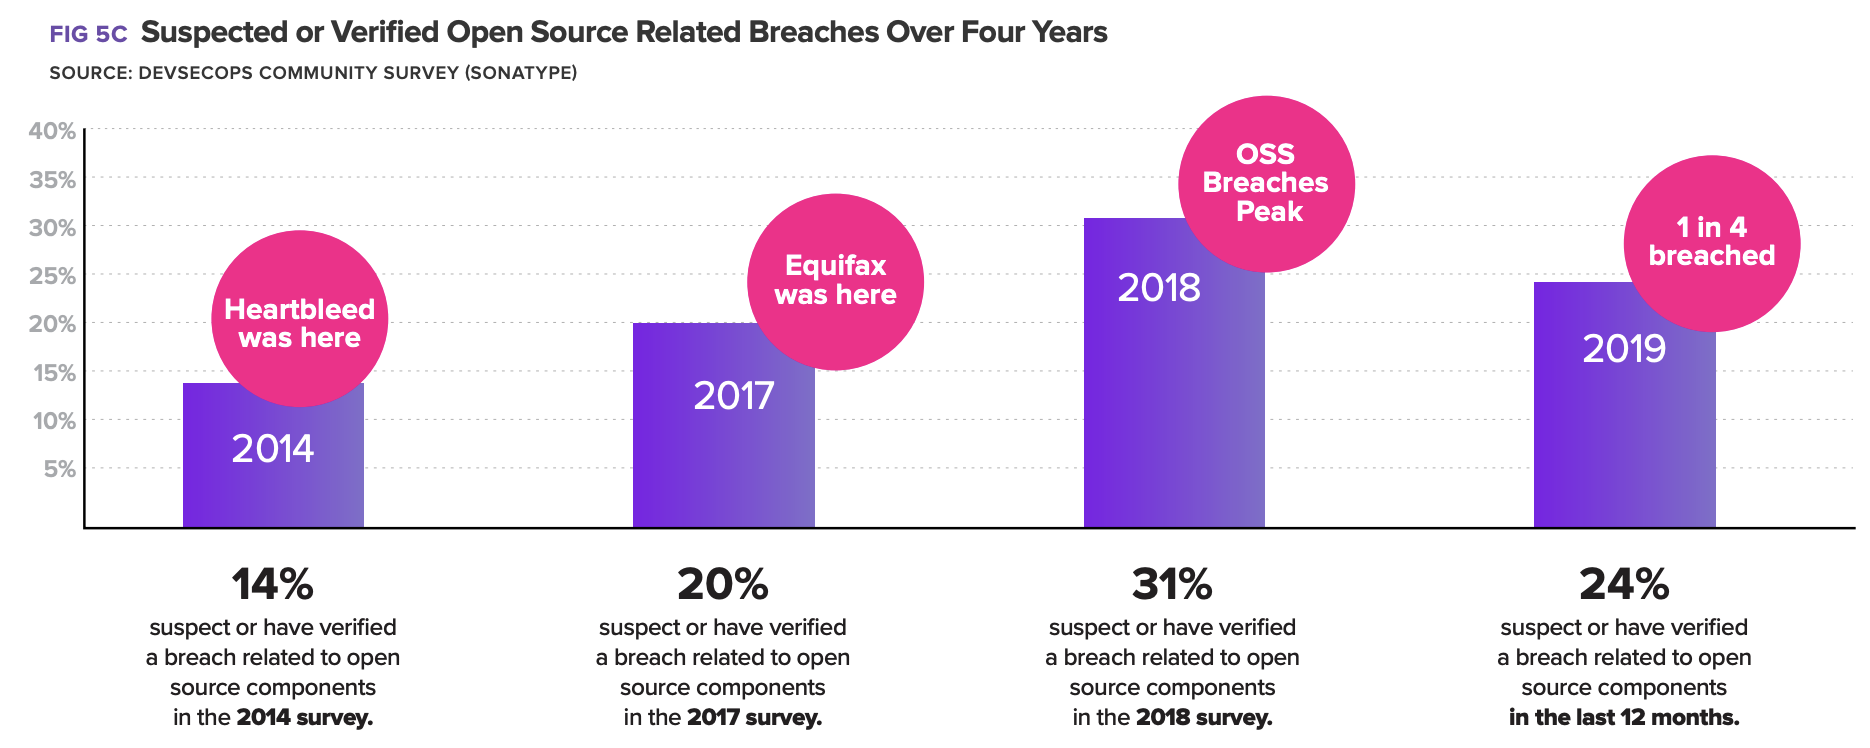 FIG 5C Suspected or Verified Open Source Related Breaches Over Four Years
SOURCE: DEVSECOPS COMMUNITY SURVEY (SONATYPE)
40%
35%
30%
25%
20%
15%
10%
5%
Heartbleed
was here
2014
Equifax
was here
2017
OSS
Breaches
Peak
2018
1 in 4
breached
2019
14%
suspect or have verified
a breach related to open
source components
in the 2014 survey.
20%
suspect or have verified
a breach related to open
source components
in the 2017 survey.
31%
suspect or have verified
a breach related to open
source components
in the 2018 survey.
24%
suspect or have verified
a breach related to open
source components
in the last 12 months.